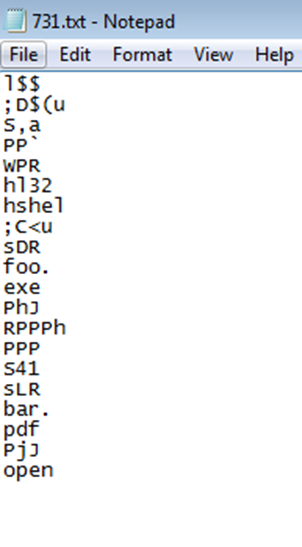 731.txt - Notepad
File Edit Format View Help
l$$
;D$(u
S,a
PP`
WPR
hl32
hshel
;C<u
sDR
foo.
exe
PhJ
RPPPh
PPP
S41
sLR
bar.
pdf
PjJ
open